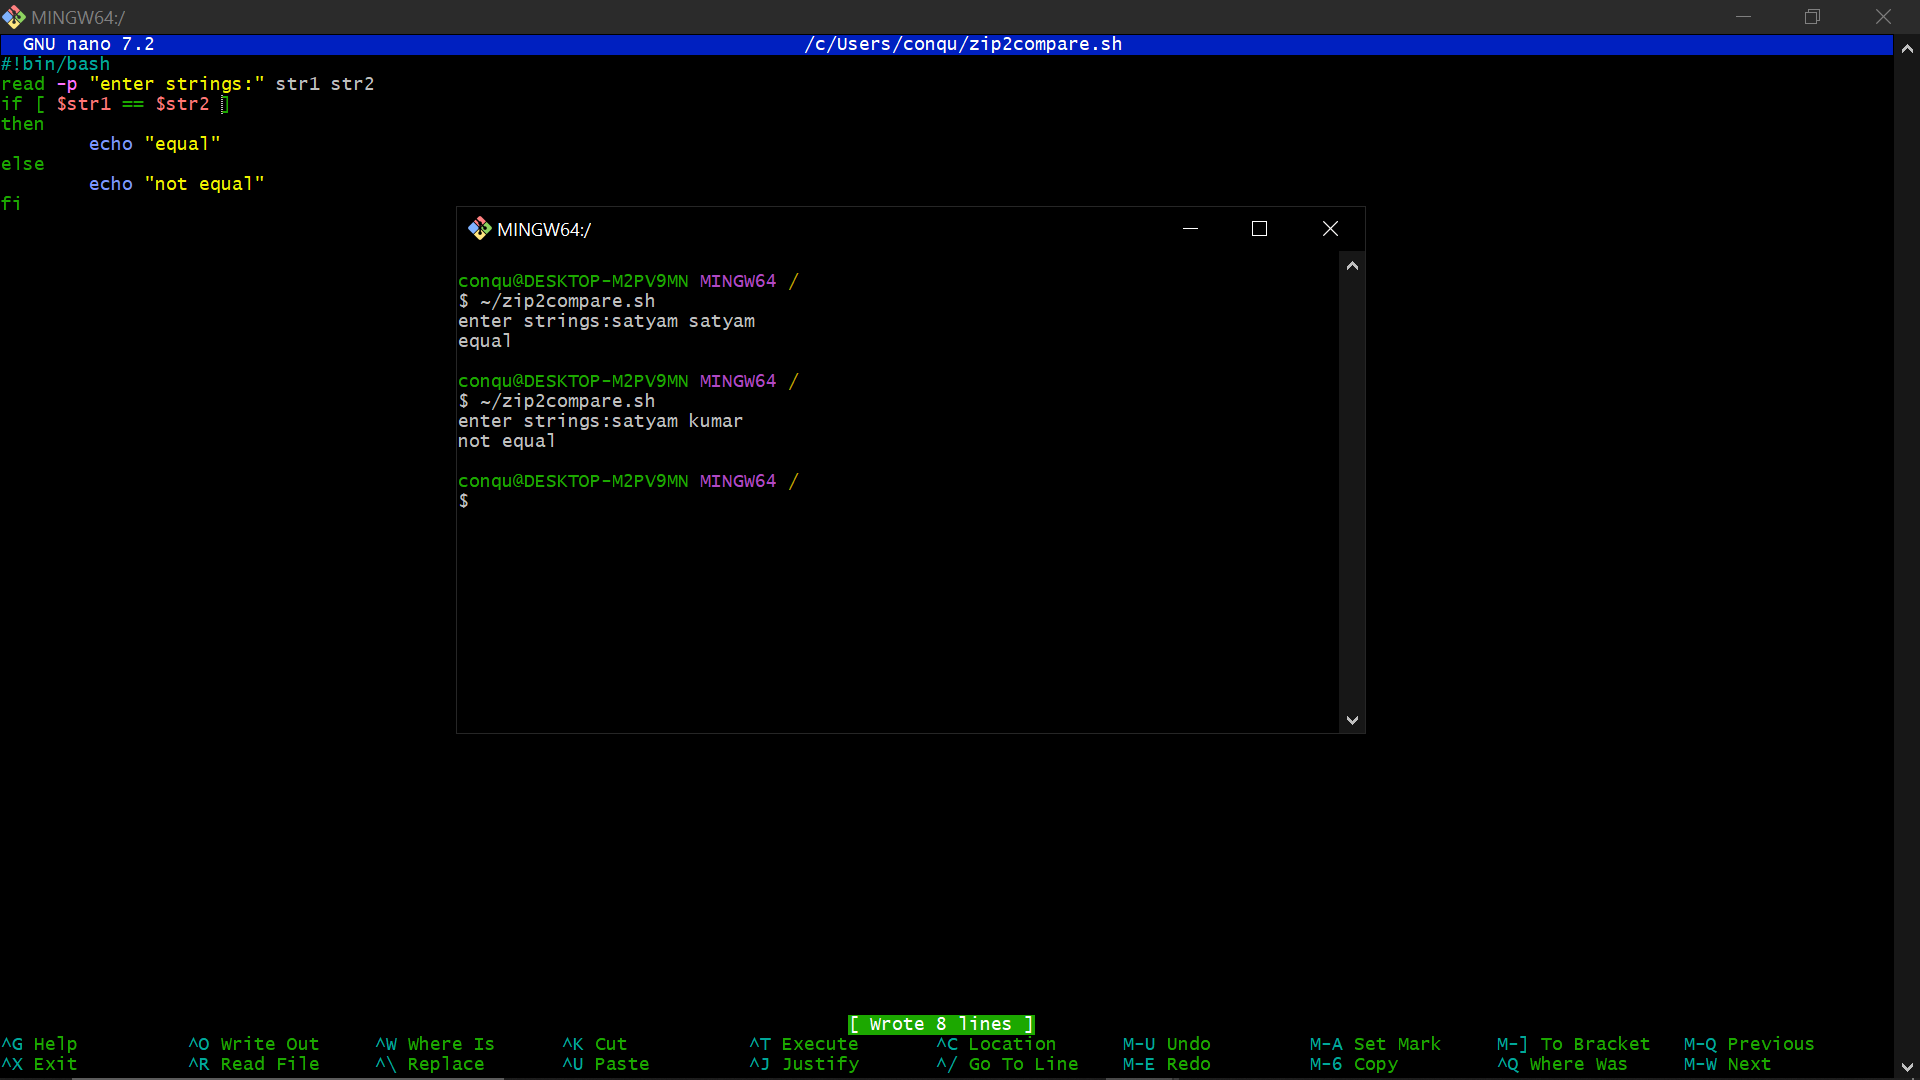 MINGW64:/
GNU nano 7.2 /c/Users/conqu/zip2compare.sh
#!bin/bash
read -p "enter strings:" str1 str2
if [ $str1 == $str2 ]
then
echo "equal"
else
echo "not equal"
fi
MINGW64:/
conqu@DESKTOP-M2PV9MN MINGW64 /
$ ~/zip2compare.sh
enter strings:satyam satyam
equal
conqu@DESKTOP-M2PV9MN MINGW64 /
$ ~/zip2compare.sh
enter strings:satyam kumar
not equal
conqu@DESKTOP-M2PV9MN MINGW64 /
$
[ Wrote 8 lines ]
^G Help ^O Write Out ^W Where Is ^K Cut ^T Execute ^C Location M-U Undo M-A Set Mark M-] To Bracket M-Q Previous
^X Exit ^R Read File ^\ Replace ^U Paste ^J Justify ^/ Go To Line M-E Redo M-6 Copy ^Q Where Was M-W Next